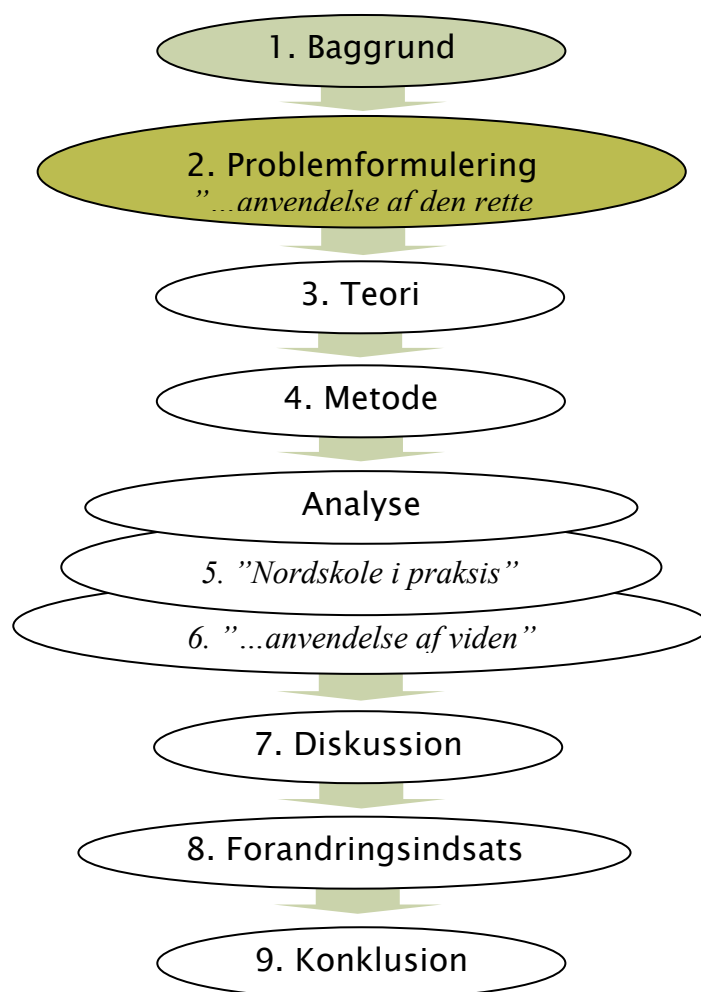 1. Baggrund
2. Problemformulering
”…anvendelse af den rette
3. Teori
4. Metode
Analyse
5. ”Nordskole i praksis”
6. ”…anvendelse af viden”
7. Diskussion
8. Forandringsindsats
9. Konklusion